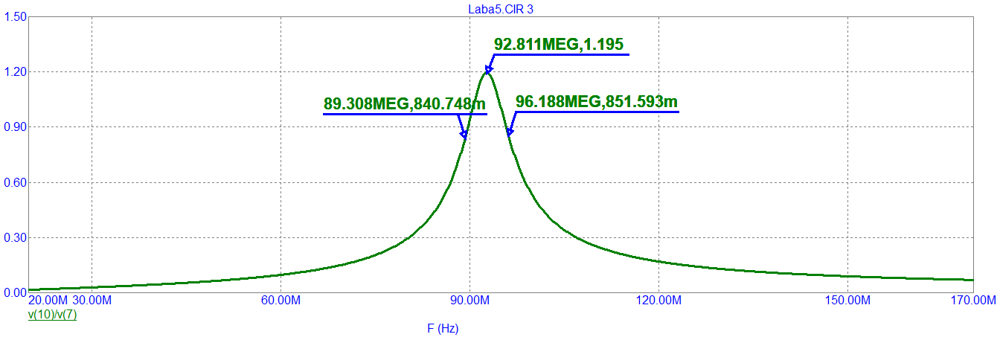 Laba5.CIR 3
1.50
92.811MEG,1.195
1.20
89.308MEG,840.748m
96.188MEG,851.593m
0.90
0.60
0.30
0.00
20.00M 30.00M 60.00M 90.00M 120.00M 150.00M 170.00M
v(10)/v(7)
F (Hz)